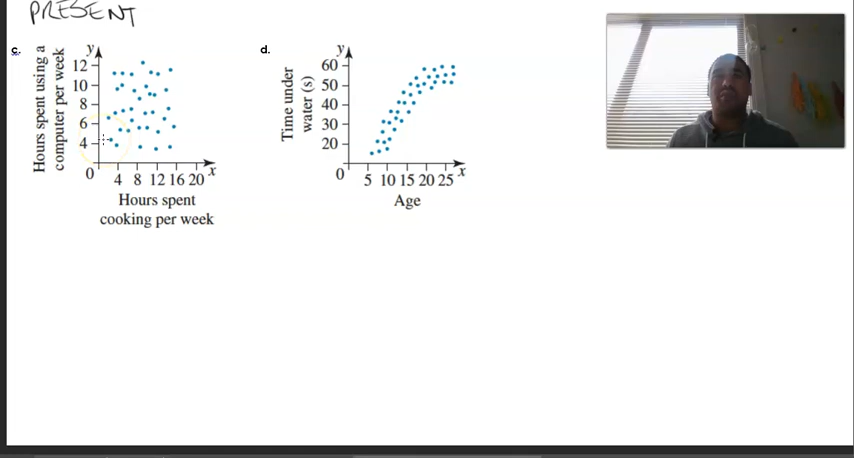 PRESENT
c.
Hours spent using a
computer per week
y
12
10
8
6
4
0
4 8 12 16 20 x
Hours spent
cooking per week
d.
Time under
water (s)
y
60
50
40
30
20
0
5 10 15 20 25 x
Age